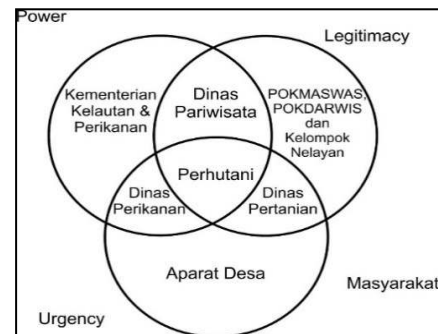 Power
Legitimacy
Kementerian
Kelautan &
Perikanan
Dinas
Pariwisata
POKMASWAS,
POKDARWIS
dan
Kelompok
Nelayan
Perhutani
Dinas
Perikanan
Dinas
Pertanian
Aparat Desa
Masyarakat
Urgency